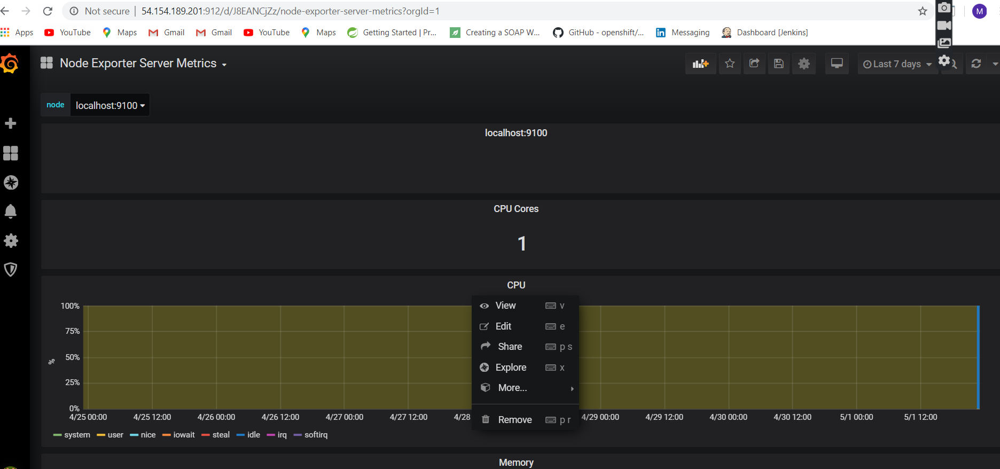 Not secure | 54.154.189.201:912/d/J8EANCjZz/node-exporter-server-metrics?orgId=1
M
Apps YouTube Maps Gmail Gmail YouTube Maps Getting Started | Pr... Creating a SOAP W... GitHub - openshift/... Messaging Dashboard [Jenkins]
Node Exporter Server Metrics
Last 7 days
node localhost:9100
localhost:9100
CPU Cores
1
CPU
View v
Edit e
Share p s
Explore x
More...
Remove p r
100%
75%
50%
25%
0%
%
4/25 00:00 4/25 12:00 4/26 00:00 4/26 12:00 4/27 00:00 4/27 12:00 4/28 4/29 00:00 4/29 12:00 4/30 00:00 4/30 12:00 5/1 00:00 5/1 12:00
system user nice iowait steal idle irq softirq
Memory